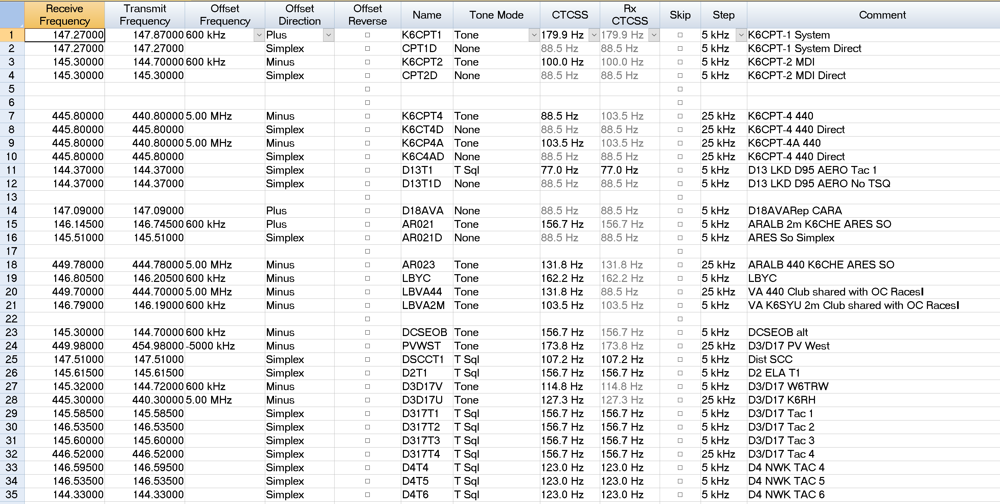 Receive Frequency Transmit Frequency Offset Frequency Offset Direction Offset Reverse Name Tone Mode CTCSS Rx CTCSS Skip Step Comment
1 147.27000 147.87000 600 kHz Plus K6CPT1 Tone 179.9 Hz 179.9 Hz 5 kHz K6CPT-1 System
2 147.27000 147.27000 Simplex CPT1D None 88.5 Hz 88.5 Hz 5 kHz K6CPT-1 System Direct
3 145.30000 144.70000 600 kHz Minus K6CPT2 Tone 100.0 Hz 100.0 Hz 5 kHz K6CPT-2 MDI
4 145.30000 145.30000 Simplex CPT2D None 88.5 Hz 88.5 Hz 5 kHz K6CPT-2 MDI Direct
5
6
7 445.80000 440.80000 5.00 MHz Minus K6CPT4 Tone 88.5 Hz 103.5 Hz 25 kHz K6CPT-4 440
8 445.80000 445.80000 Simplex K6CT4D None 88.5 Hz 88.5 Hz 25 kHz K6CPT-4 440 Direct
9 445.80000 440.80000 5.00 MHz Minus K6CP4A Tone 103.5 Hz 103.5 Hz 25 kHz K6CPT-4A 440
10 445.80000 445.80000 Simplex K6C4AD None 88.5 Hz 88.5 Hz 25 kHz K6CPT-4 440 Direct
11 144.37000 144.37000 Simplex D13T1 T Sql 77.0 Hz 77.0 Hz 5 kHz D13 LKD D95 AERO Tac 1
12 144.37000 144.37000 Simplex D13T1D None 88.5 Hz 88.5 Hz 5 kHz D13 LKD D95 AERO No TSQ
13
14 147.09000 147.09000 Plus D18AVA None 88.5 Hz 88.5 Hz 5 kHz D18AVARep CARA
15 146.14500 146.74500 600 kHz Plus AR021 Tone 156.7 Hz 156.7 Hz 5 kHz ARALB 2m K6CHE ARES SO
16 145.51000 145.51000 Simplex AR021D None 88.5 Hz 88.5 Hz 5 kHz ARES So Simplex
17
18 449.78000 444.78000 5.00 MHz Minus AR023 Tone 131.8 Hz 131.8 Hz 25 kHz ARALB 440 K6CHE ARES SO
19 146.80500 146.20500 600 kHz Minus LBYC Tone 162.2 Hz 162.2 Hz 5 kHz LBYC
20 449.70000 444.70000 5.00 MHz Minus LBVA44 Tone 131.8 Hz 88.5 Hz 25 kHz VA 440 Club shared with OC Racesl
21 146.79000 146.19000 600 kHz Minus LBVA2M Tone 103.5 Hz 103.5 Hz 5 kHz VA K6SYU 2m Club shared with OC Racesl
22
23 145.30000 144.70000 600 kHz Minus DCSEOB Tone 156.7 Hz 156.7 Hz 5 kHz DCSEOB alt
24 449.98000 454.98000 -5000 kHz Minus PVWST Tone 173.8 Hz 173.8 Hz 25 kHz D3/D17 PV West
25 147.51000 147.51000 Simplex DSCCT1 T Sql 107.2 Hz 107.2 Hz 5 kHz Dist SCC
26 145.61500 145.61500 Simplex D2T1 T Sql 156.7 Hz 156.7 Hz 5 kHz D2 ELA T1
27 145.32000 144.72000 600 kHz Minus D3D17V Tone 114.8 Hz 114.8 Hz 5 kHz D3/D17 W6TRW
28 445.30000 440.30000 5.00 MHz Minus D3D17U Tone 127.3 Hz 127.3 Hz 25 kHz D3/D17 K6RH
29 145.58500 145.58500 Simplex D317T1 T Sql 156.7 Hz 156.7 Hz 5 kHz D3/D17 Tac 1
30 146.53500 146.53500 Simplex D317T2 T Sql 156.7 Hz 156.7 Hz 5 kHz D3/D17 Tac 2
31 145.60000 145.60000 Simplex D317T3 T Sql 156.7 Hz 156.7 Hz 5 kHz D3/D17 Tac 3
32 446.52000 446.52000 Simplex D317T4 T Sql 156.7 Hz 156.7 Hz 25 kHz D3/D17 Tac 4
33 146.59500 146.59500 Simplex D4T4 T Sql 123.0 Hz 123.0 Hz 5 kHz D4 NWK TAC 4
34 146.53500 146.53500 Simplex D4T5 T Sql 123.0 Hz 123.0 Hz 5 kHz D4 NWK TAC 5
35 144.33000 144.33000 Simplex D4T6 T Sql 123.0 Hz 123.0 Hz 5 kHz D4 NWK TAC 6